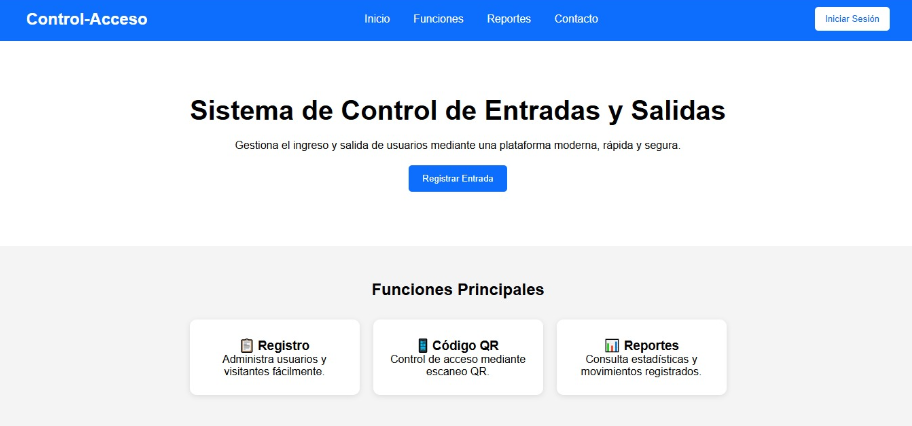 Control-Acceso
Inicio
Funciones
Reportes
Contacto
Iniciar Sesión
Sistema de Control de Entradas y Salidas
Gestiona el ingreso y salida de usuarios mediante una plataforma moderna, rápida y segura.
Registrar Entrada
Funciones Principales
📋 Registro
Administra usuarios y
visitantes fácilmente.
📱 Código QR
Control de acceso mediante
escaneo QR.
📊 Reportes
Consulta estadísticas y
movimientos registrados.